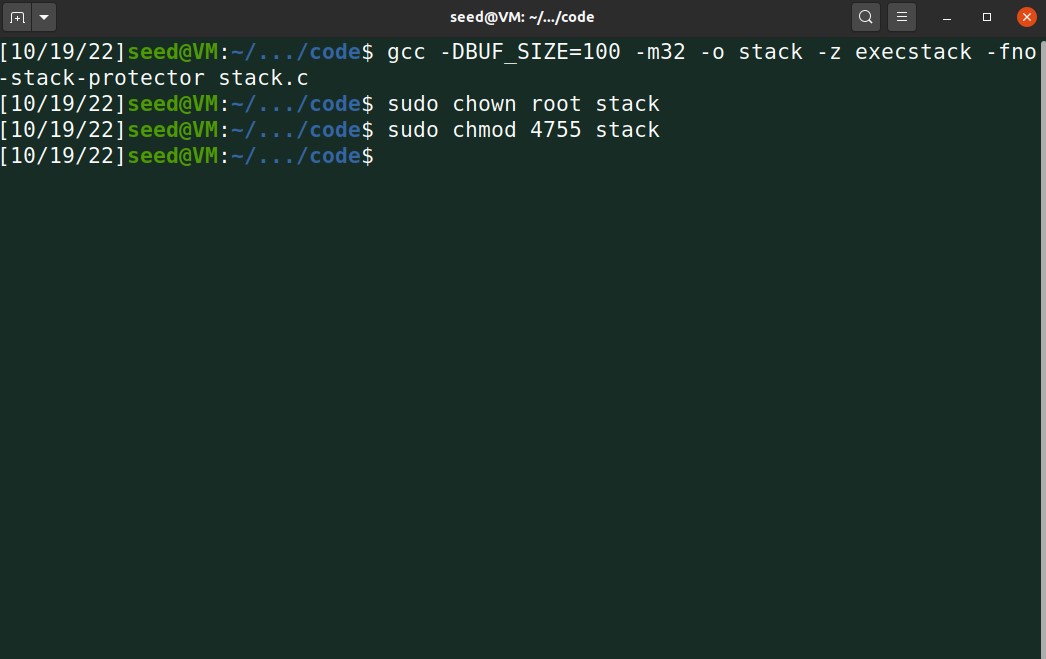 seed@VM: ~/.../code
[10/19/22]seed@VM:~/.../code$ gcc -DBUF_SIZE=100 -m32 -o stack -z execstack -fno
-stack-protector stack.c
[10/19/22]seed@VM:~/.../code$ sudo chown root stack
[10/19/22]seed@VM:~/.../code$ sudo chmod 4755 stack
[10/19/22]seed@VM:~/.../code$